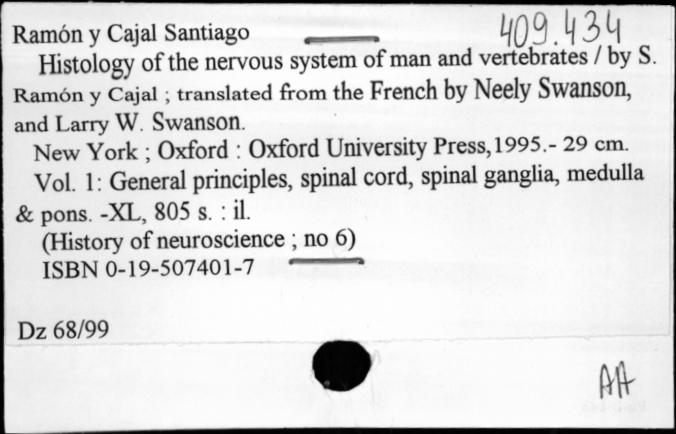 409.434
Ramón y Cajal Santiago
Histology of the nervous system of man and vertebrates / by S.
Ramón y Cajal ; translated from the French by Neely Swanson,
and Larry W. Swanson.
New York ; Oxford : Oxford University Press,1995.- 29 cm.
Vol. 1: General principles, spinal cord, spinal ganglia, medulla
& pons. -XL, 805 s. : il.
(History of neuroscience ; no 6)
ISBN 0-19-507401-7
Dz 68/99
AA